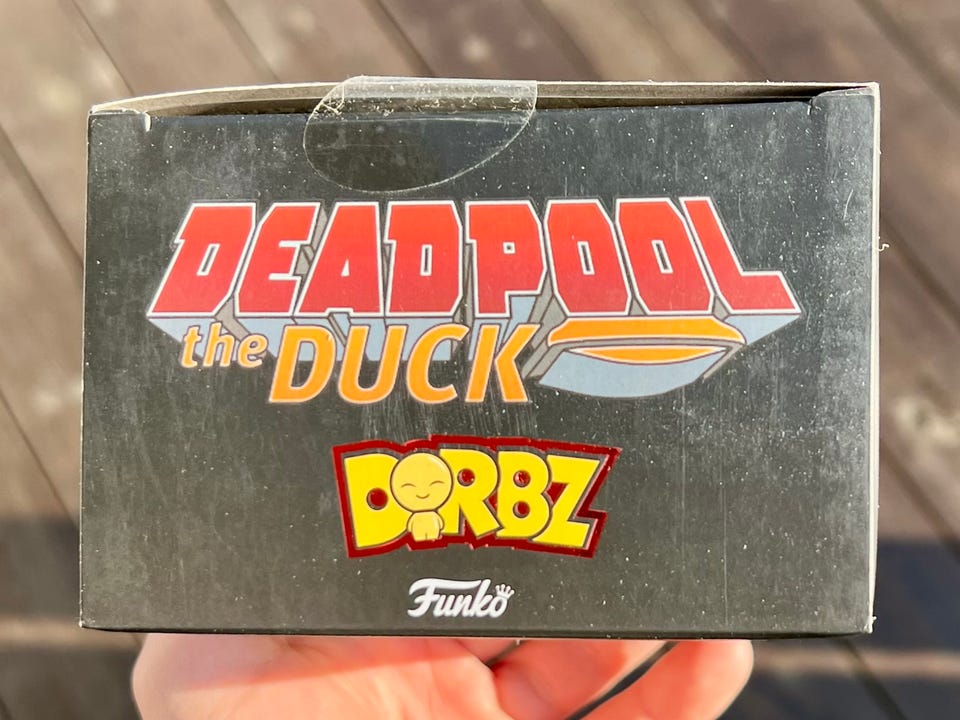 DEADPOOL
the DUCK
DORBZ
Funko